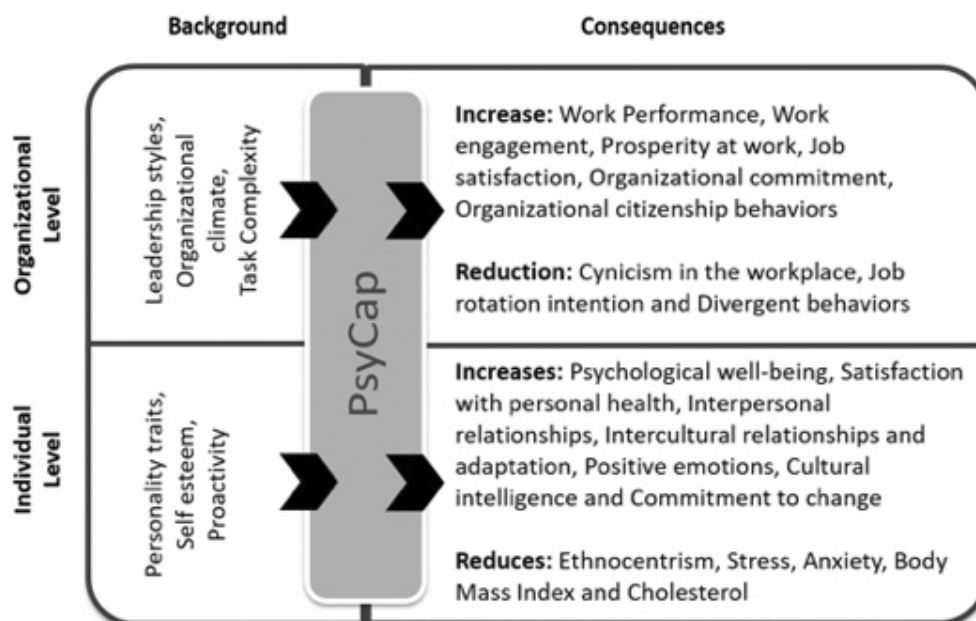 Background
Consequences
Organizational
Level
Leadership styles,
Organizational
climate,
Task Complexity
PsyCap
Increase: Work Performance, Work
engagement, Prosperity at work, Job
satisfaction, Organizational commitment,
Organizational citizenship behaviors
Reduction: Cynicism in the workplace, Job
rotation intention and Divergent behaviors
Individual
Level
Personality traits,
Self esteem,
Proactivity
Increases: Psychological well-being, Satisfaction
with personal health, Interpersonal
relationships, Intercultural relationships and
adaptation, Positive emotions, Cultural
intelligence and Commitment to change
Reduces: Ethnocentrism, Stress, Anxiety, Body
Mass Index and Cholesterol